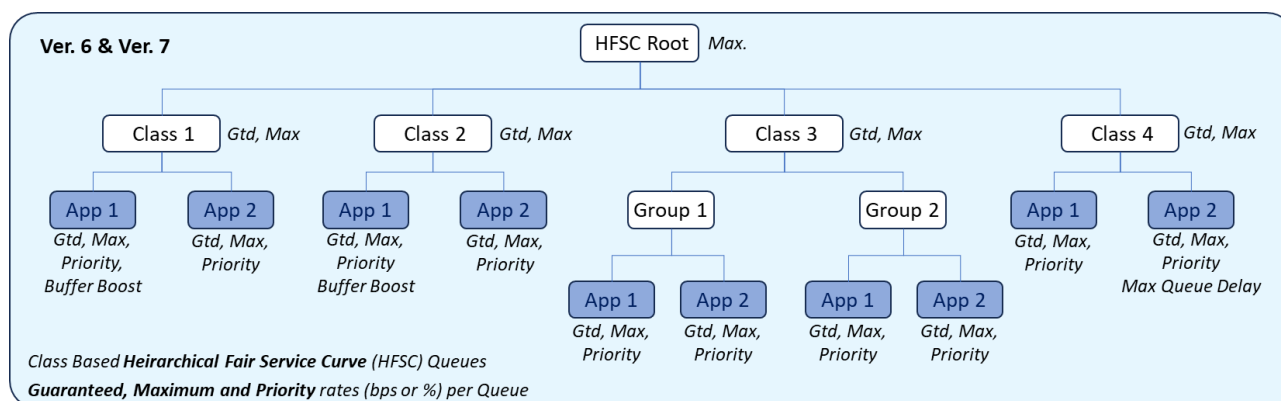 Ver. 6 & Ver. 7
HFSC Root
Max.
Class 1
Gtd, Max
Class 2
Gtd, Max
Class 3
Gtd, Max
Class 4
Gtd, Max
App 1
Gtd, Max,
Priority,
Buffer Boost
App 2
Gtd, Max,
Priority
App 1
Gtd, Max,
Priority
Buffer Boost
App 2
Gtd, Max,
Priority
Group 1
Group 2
App 1
Gtd, Max,
Priority
App 2
Gtd, Max,
Priority
App 1
Gtd, Max,
Priority
App 2
Gtd, Max,
Priority
App 1
Gtd, Max,
Priority
App 2
Gtd, Max,
Priority
Max Queue Delay
Class Based Heirarchical Fair Service Curve (HFSC) Queues
Guaranteed, Maximum and Priority rates (bps or %) per Queue